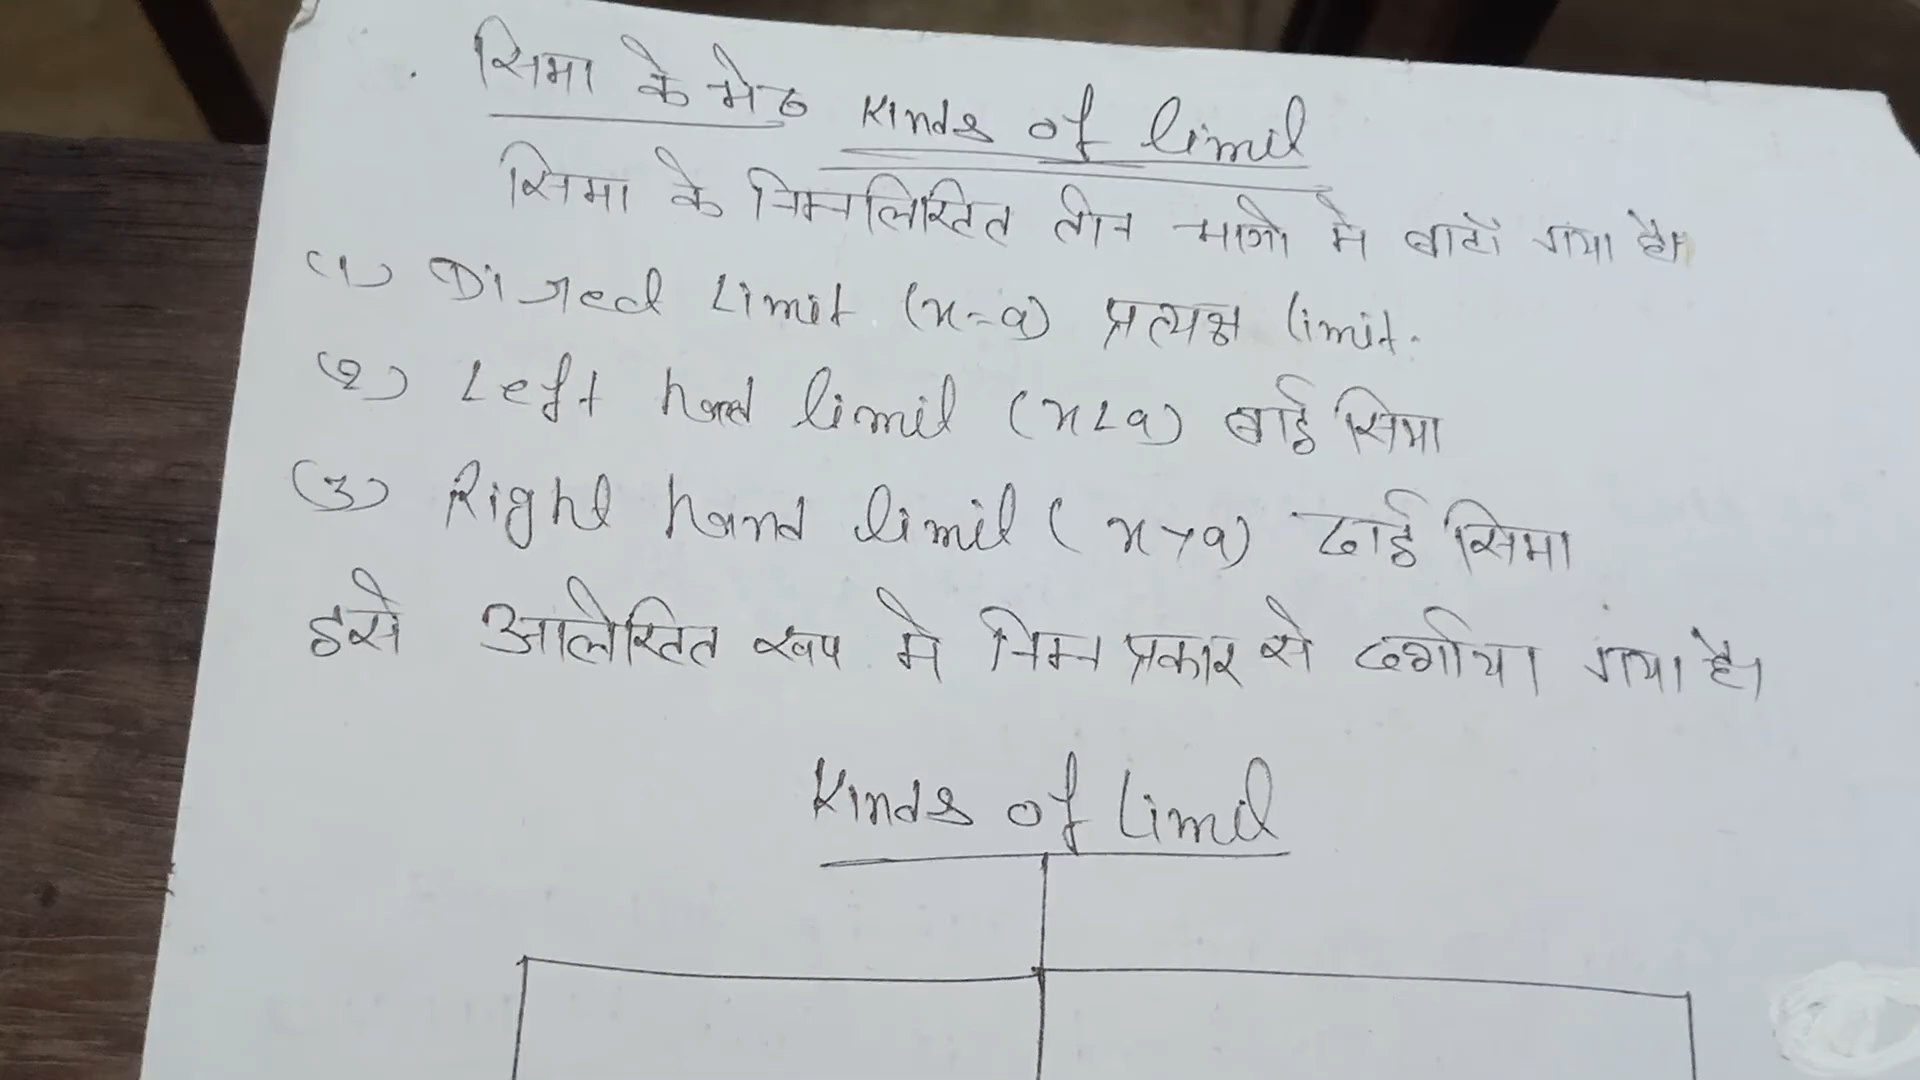 सिमा के भेद Kinds of limit
सिमा के निम्नलिखित तीन भागो मे बाटाँ गया है।
(1) Direct Limit (x=a) प्रत्यक्ष limit.
(2) Left hand limit (x<a) बाई सिमा
(3) Right hand limit (x>a) दाई सिमा
इसे आलेखित रूप मे निम्न प्रकार से दर्शाया गया है।
Kinds of Limit